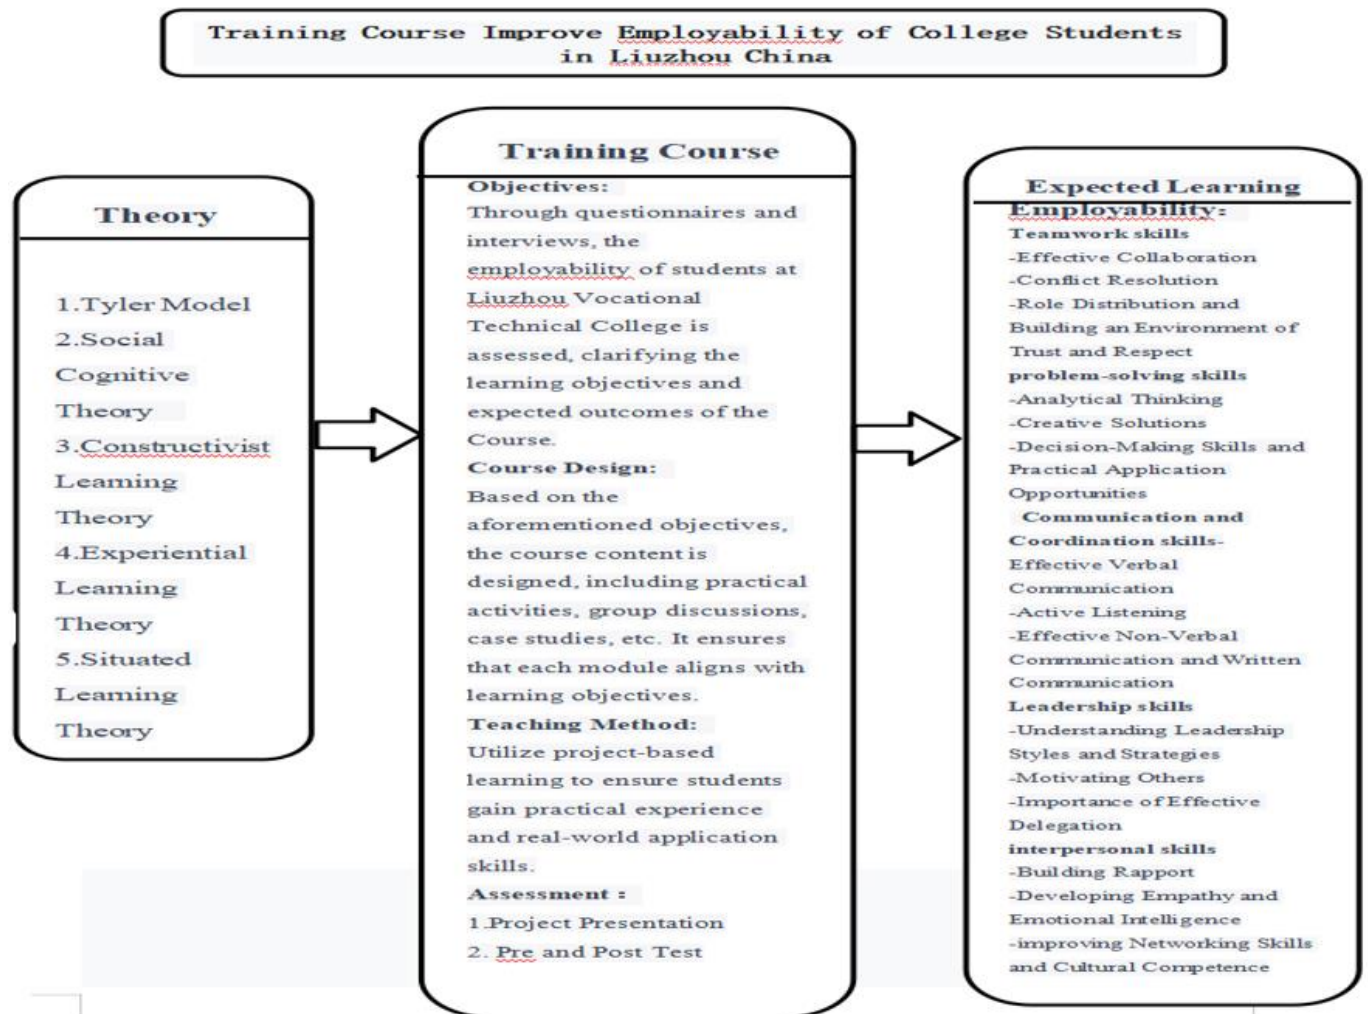 Training Course Improve Employability of College Students
in Liuzhou China
Theory
1.Tyler Model
2.Social
Cognitive
Theory
3.Constructivist
Learning
Theory
4.Experiential
Learning
Theory
5.Situated
Learning
Theory
Training Course
Objectives:
Through questionnaires and
interviews, the
employability of students at
Liuzhou Vocational
Technical College is
assessed, clarifying the
learning objectives and
expected outcomes of the
Course.
Course Design:
Based on the
aforementioned objectives,
the course content is
designed, including practical
activities, group discussions,
case studies, etc. It ensures
that each module aligns with
learning objectives.
Teaching Method:
Utilize project-based
learning to ensure students
gain practical experience
and real-world application
skills.
Assessment：
1.Project Presentation
2. Pre and Post Test
Expected Learning
Employability:
Teamwork skills
-Effective Collaboration
-Conflict Resolution
-Role Distribution and
Building an Environment of
Trust and Respect
problem-solving skills
-Analytical Thinking
-Creative Solutions
-Decision-Making Skills and
Practical Application
Opportunities
Communication and
Coordination skills-
Effective Verbal
Communication
-Active Listening
-Effective Non-Verbal
Communication and Written
Communication
Leadership skills
-Understanding Leadership
Styles and Strategies
-Motivating Others
-Importance of Effective
Delegation
interpersonal skills
-Building Rapport
-Developing Empathy and
Emotional Intelligence
-improving Networking Skills
and Cultural Competence